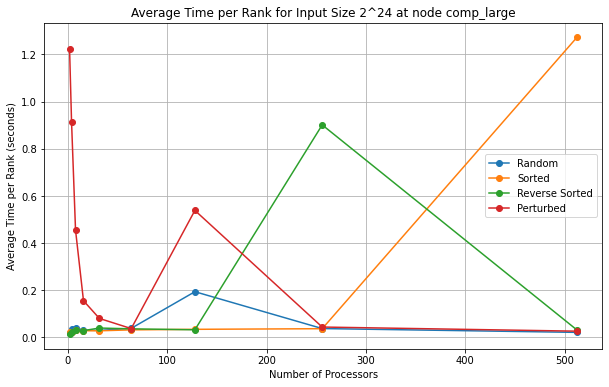 Average Time per Rank for Input Size 2^24 at node comp_large
Average Time per Rank (seconds)
1.2
1.0
0.8
0.6
0.4
0.2
0.0
Random
Sorted
Reverse Sorted
Perturbed
0 100 200 300 400 500
Number of Processors